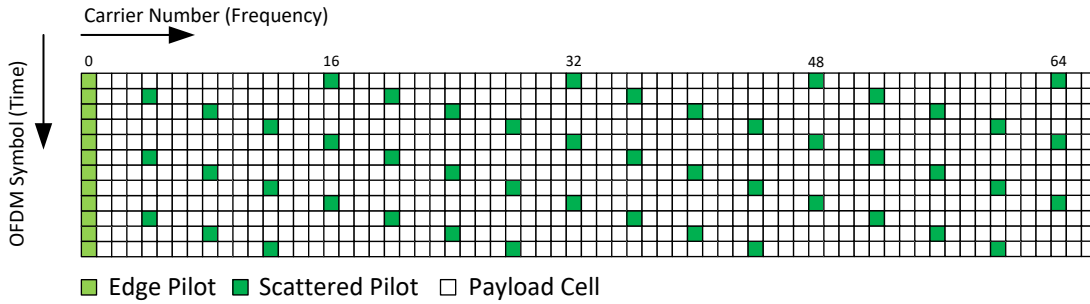 Carrier Number (Frequency)
OFDM Symbol (Time)
0 16 32 48 64
Edge Pilot Scattered Pilot Payload Cell